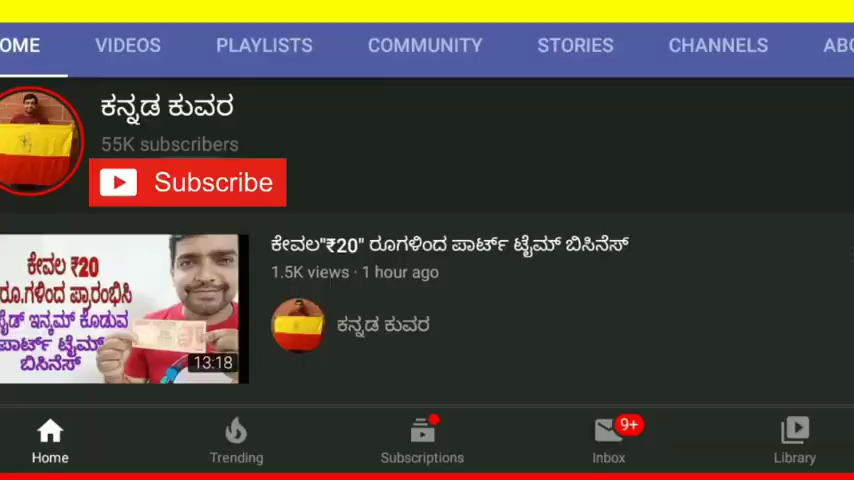 OME VIDEOS PLAYLISTS COMMUNITY STORIES CHANNELS ABO
ಕನ್ನಡ ಕುವರ
55K subscribers
Subscribe
ಕೇವಲ ₹20
ರೂ.ಗಳಿಂದ ಪ್ರಾರಂಭಿಸಿ
ಸೈಡ್ ಇನ್ಕಮ್ ಕೊಡುವ
ಪಾರ್ಟ್ ಟೈಮ್
ಬಿಸಿನೆಸ್
13:18
ಕೇವಲ"₹20" ರೂಗಳಿಂದ ಪಾರ್ಟ್ ಟೈಮ್ ಬಿಸಿನೆಸ್
1.5K views · 1 hour ago
ಕನ್ನಡ ಕುವರ
9+
Home Trending Subscriptions Inbox Library